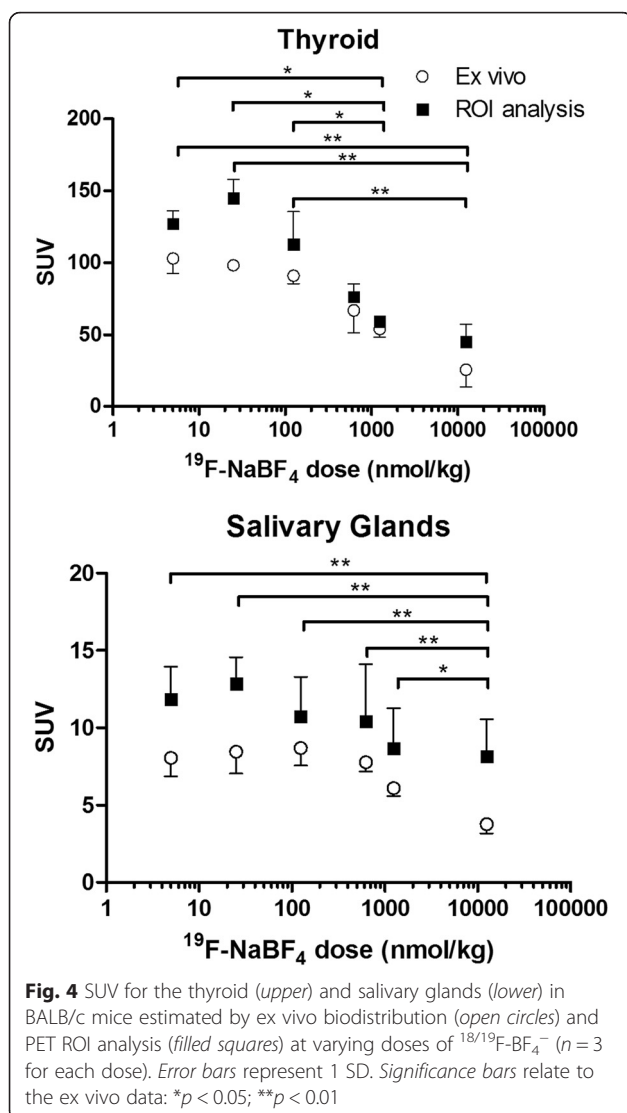 Thyroid
○ Ex vivo
■ ROI analysis
*
*
*
**
**
**
200
150
100
50
0
SUV
1 10 100 1000 10000 100000
¹⁹F-NaBF₄ dose (nmol/kg)
Salivary Glands
**
**
**
**
*
20
15
10
5
0
SUV
1 10 100 1000 10000 100000
¹⁹F-NaBF₄ dose (nmol/kg)
Fig. 4 SUV for the thyroid (upper) and salivary glands (lower) in
BALB/c mice estimated by ex vivo biodistribution (open circles) and
PET ROI analysis (filled squares) at varying doses of ¹⁸/¹⁹F-BF₄⁻ (n = 3
for each dose). Error bars represent 1 SD. Significance bars relate to
the ex vivo data: *p < 0.05; **p < 0.01